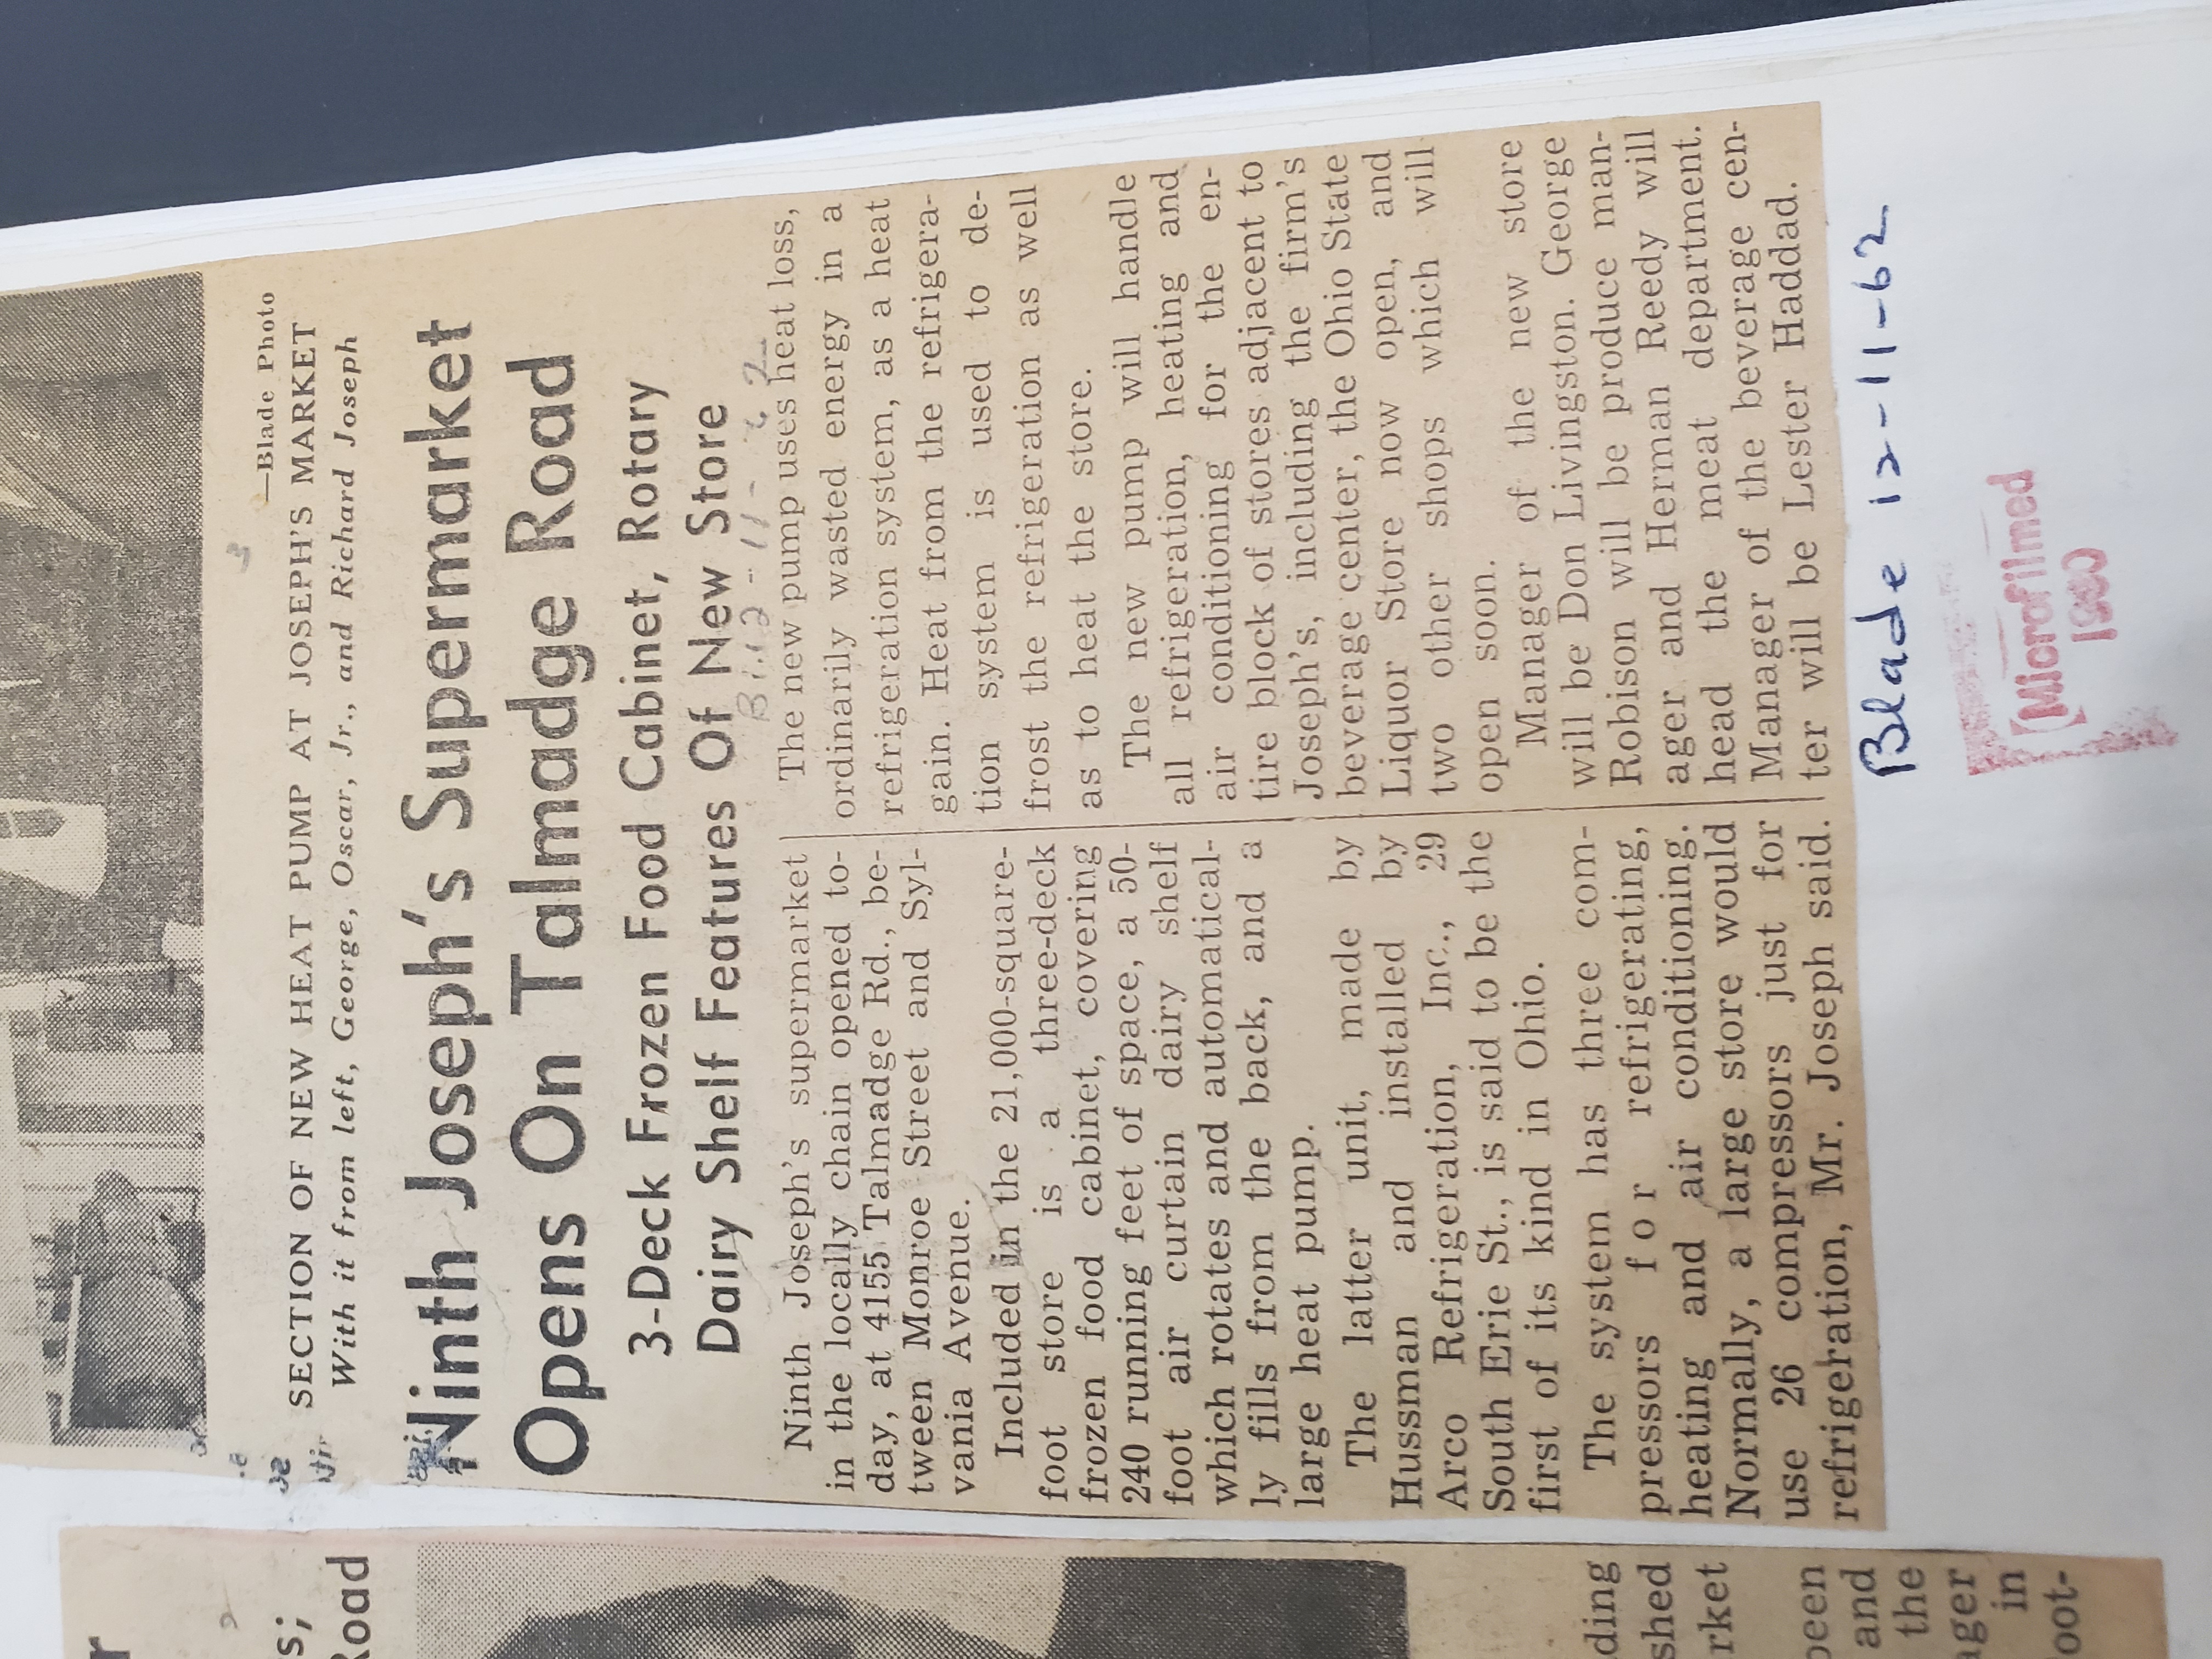 —Blade Photo
SECTION OF NEW HEAT PUMP AT JOSEPH'S MARKET
With it from left, George, Oscar, Jr., and Richard Joseph
Ninth Joseph's Supermarket
Opens On Talmadge Road
3-Deck Frozen Food Cabinet, Rotary
Dairy Shelf Features Of New Store
Ninth Joseph's supermarket
in the locally chain opened to-
day, at 4155 Talmadge Rd., be-
tween Monroe Street and Syl-
vania Avenue.
Included in the 21,000-square-
foot store is a three-deck
frozen food cabinet, covering
240 running feet of space, a 50-
foot air curtain dairy shelf
which rotates and automatical-
ly fills from the back, and a
large heat pump.
The latter unit, made by
Hussman and installed by
Arco Refrigeration, Inc., 29
South Erie St., is said to be the
first of its kind in Ohio.
The system has three com-
pressors for refrigerating,
heating and air conditioning.
Normally, a large store would
use 26 compressors just for
refrigeration, Mr. Joseph said.
The new pump uses heat loss,
ordinarily wasted energy in a
refrigeration system, as a heat
gain. Heat from the refrigera-
tion system is used to de-
frost the refrigeration as well
as to heat the store.
The new pump will handle
all refrigeration, heating and
air conditioning for the en-
tire block of stores adjacent to
Joseph's, including the firm's
beverage center, the Ohio State
Liquor Store now open, and
two other shops which will
open soon.
Manager of the new store
will be Don Livingston. George
Robison will be produce man-
ager and Herman Reedy will
head the meat department.
Manager of the beverage cen-
ter will be Lester Haddad.
Blade 12-11-62
Microfilmed
1980
s;
Road
ding
shed
rket
been
and
the
ager
in
oot-